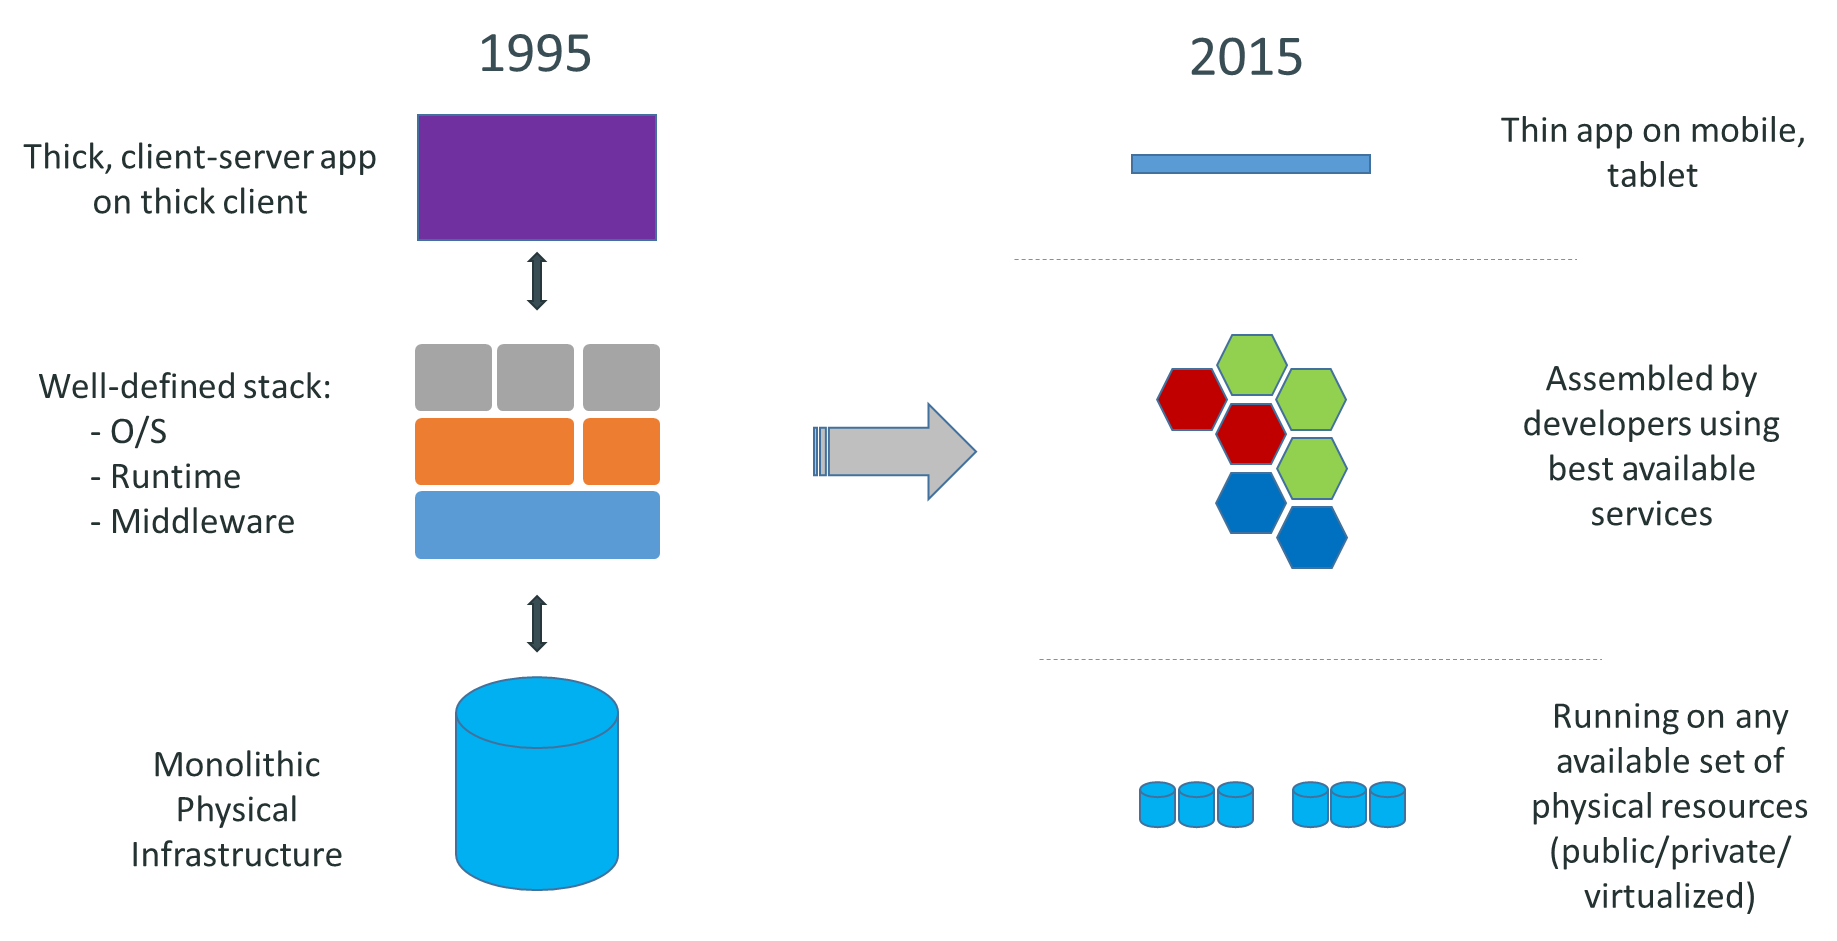 1995
Thick, client-server app
on thick client
Well-defined stack:
- O/S
- Runtime
- Middleware
Monolithic
Physical
Infrastructure
2015
Thin app on mobile,
tablet
Assembled by
developers using
best available
services
Running on any
available set of
physical resources
(public/private/
virtualized)